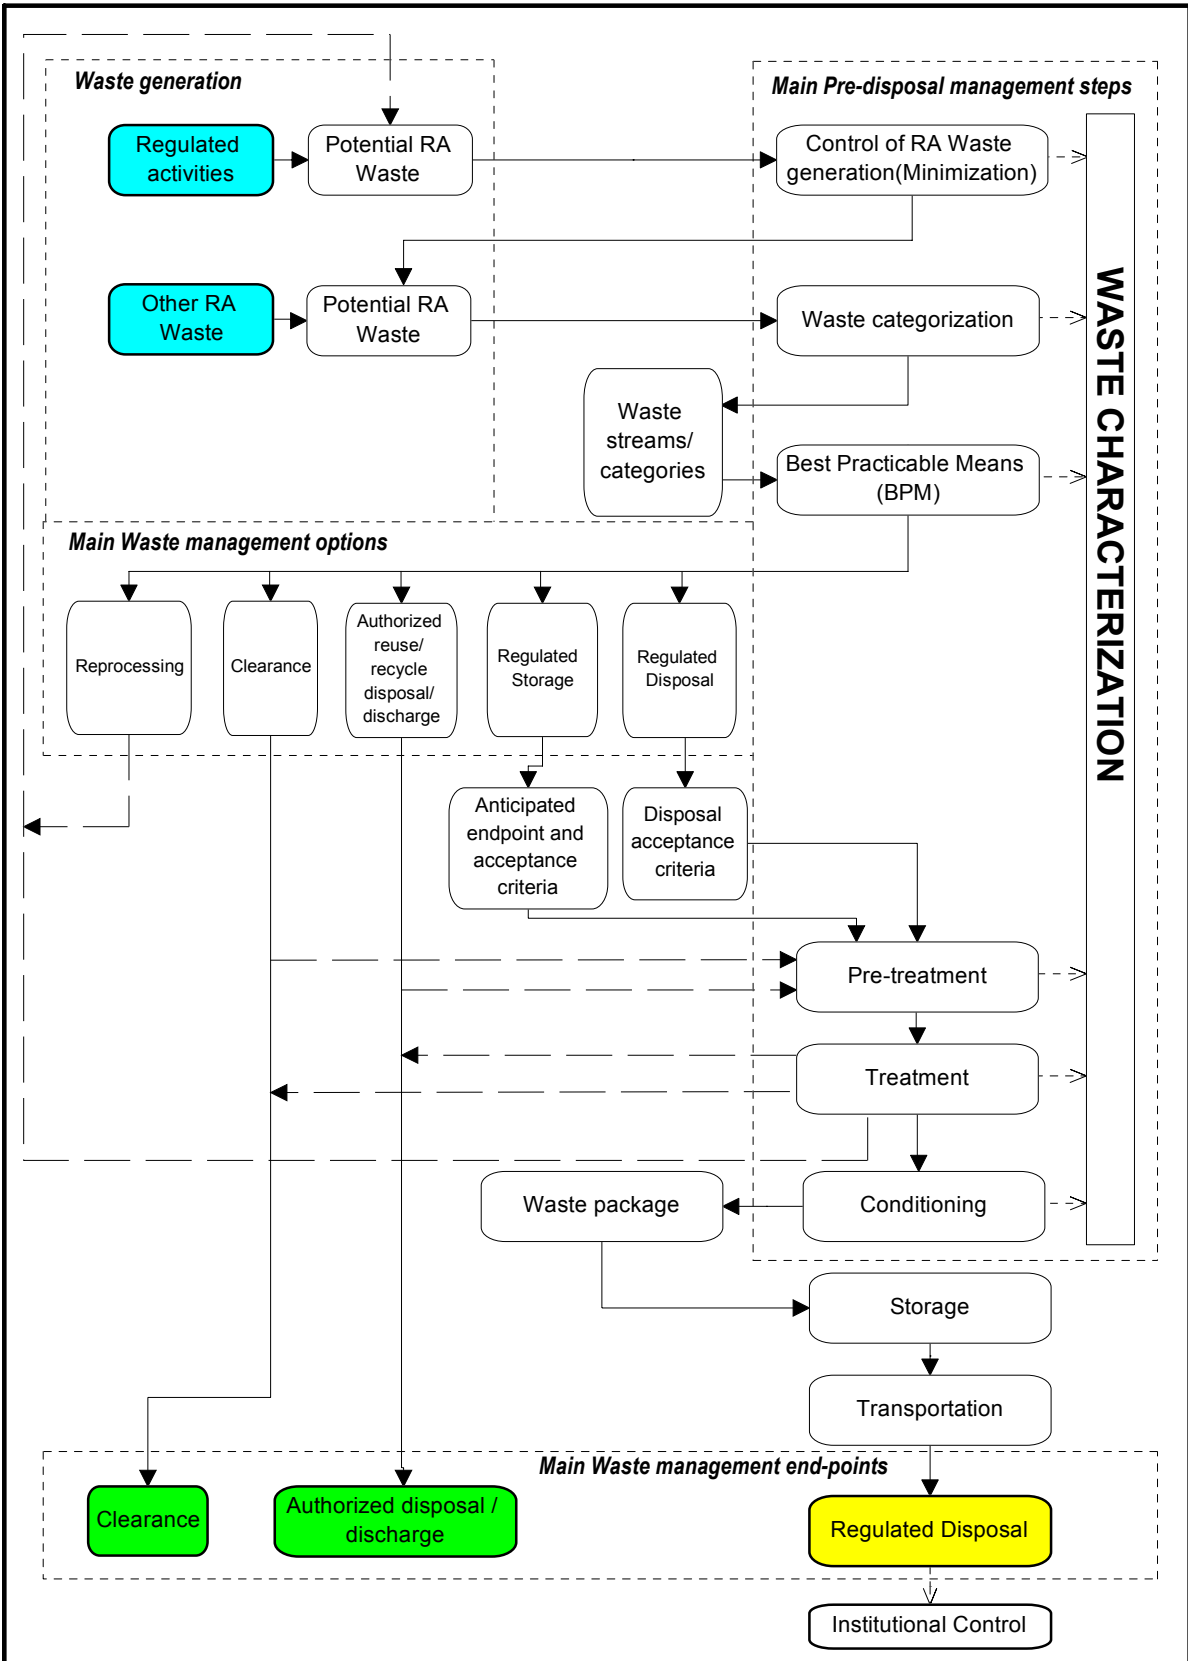 Waste generation
Main Pre-disposal management steps
Regulated
activities
Potential RA
Waste
Control of RA Waste
generation(Minimization)
WASTE CHARACTERIZATION
Other RA
Waste
Potential RA
Waste
Waste categorization
Waste
streams/
categories
Best Practicable Means
(BPM)
Main Waste management options
Reprocessing
Clearance
Authorized
reuse/
recycle
disposal/
discharge
Regulated
Storage
Regulated
Disposal
Anticipated
endpoint and
acceptance
criteria
Disposal
acceptance
criteria
Pre-treatment
Treatment
Waste package
Conditioning
Storage
Transportation
Main Waste management end-points
Clearance
Authorized disposal /
discharge
Regulated Disposal
Institutional Control